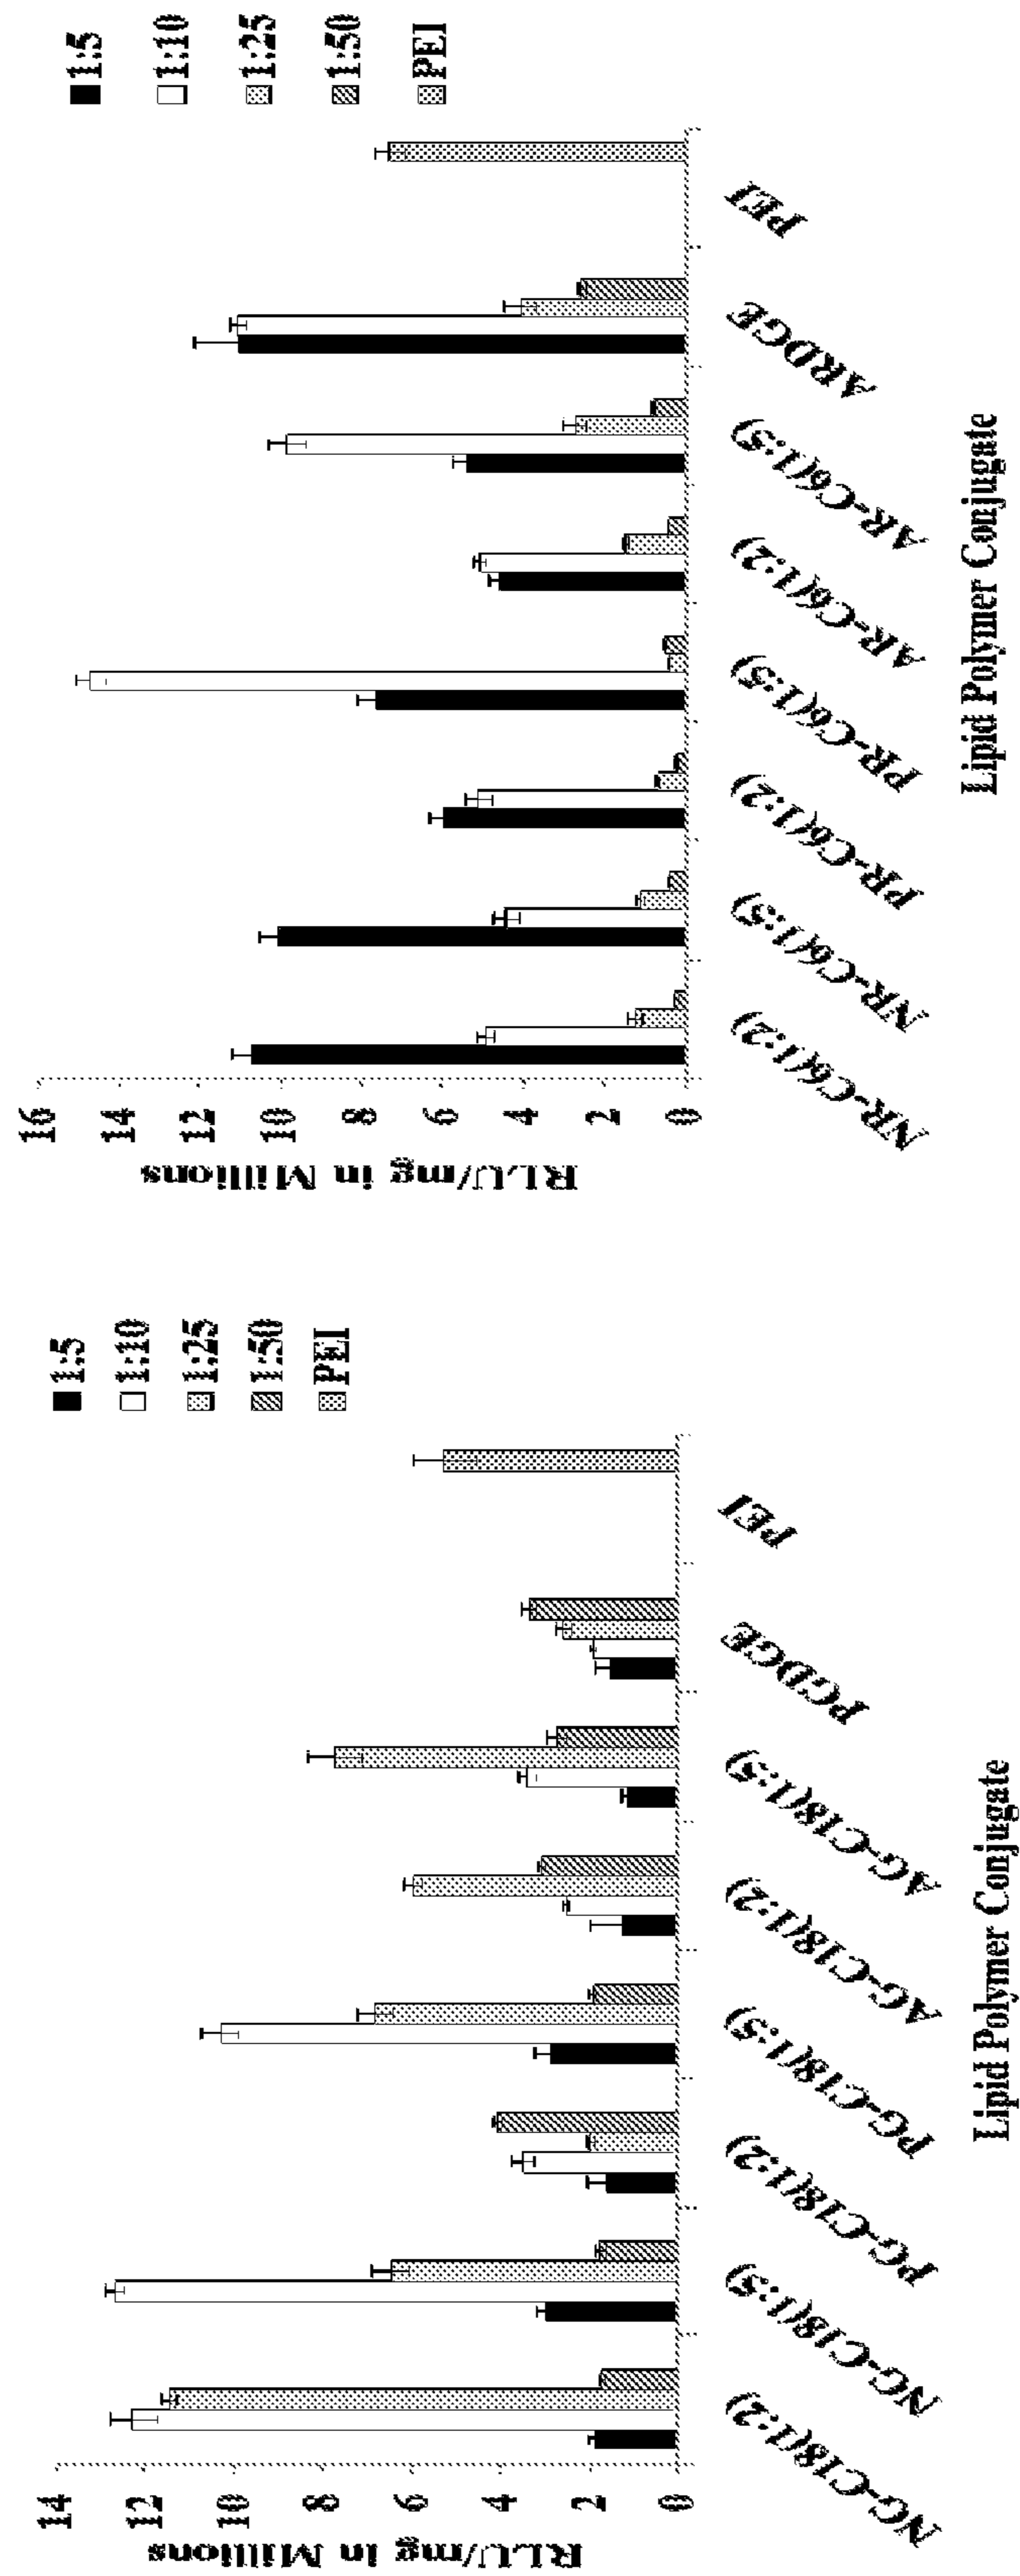 RLU/mg in Millions
14
12
10
8
6
4
2
0
NG-C18(1:2)
NG-C18(1:5)
PG-C18(1:2)
PG-C18(1:5)
AG-C18(1:2)
AG-C18(1:5)
PGDGE
PEI
Lipid Polymer Conjugate
1:5
1:10
1:25
1:50
PEI
RLU/mg in Millions
16
14
12
10
8
6
4
2
0
NR-C6(1:2)
NR-C6(1:5)
PR-C6(1:2)
PR-C6(1:5)
AR-C6(1:2)
AR-C6(1:5)
ARDGE
PEI
Lipid Polymer Conjugate
1:5
1:10
1:25
1:50
PEI